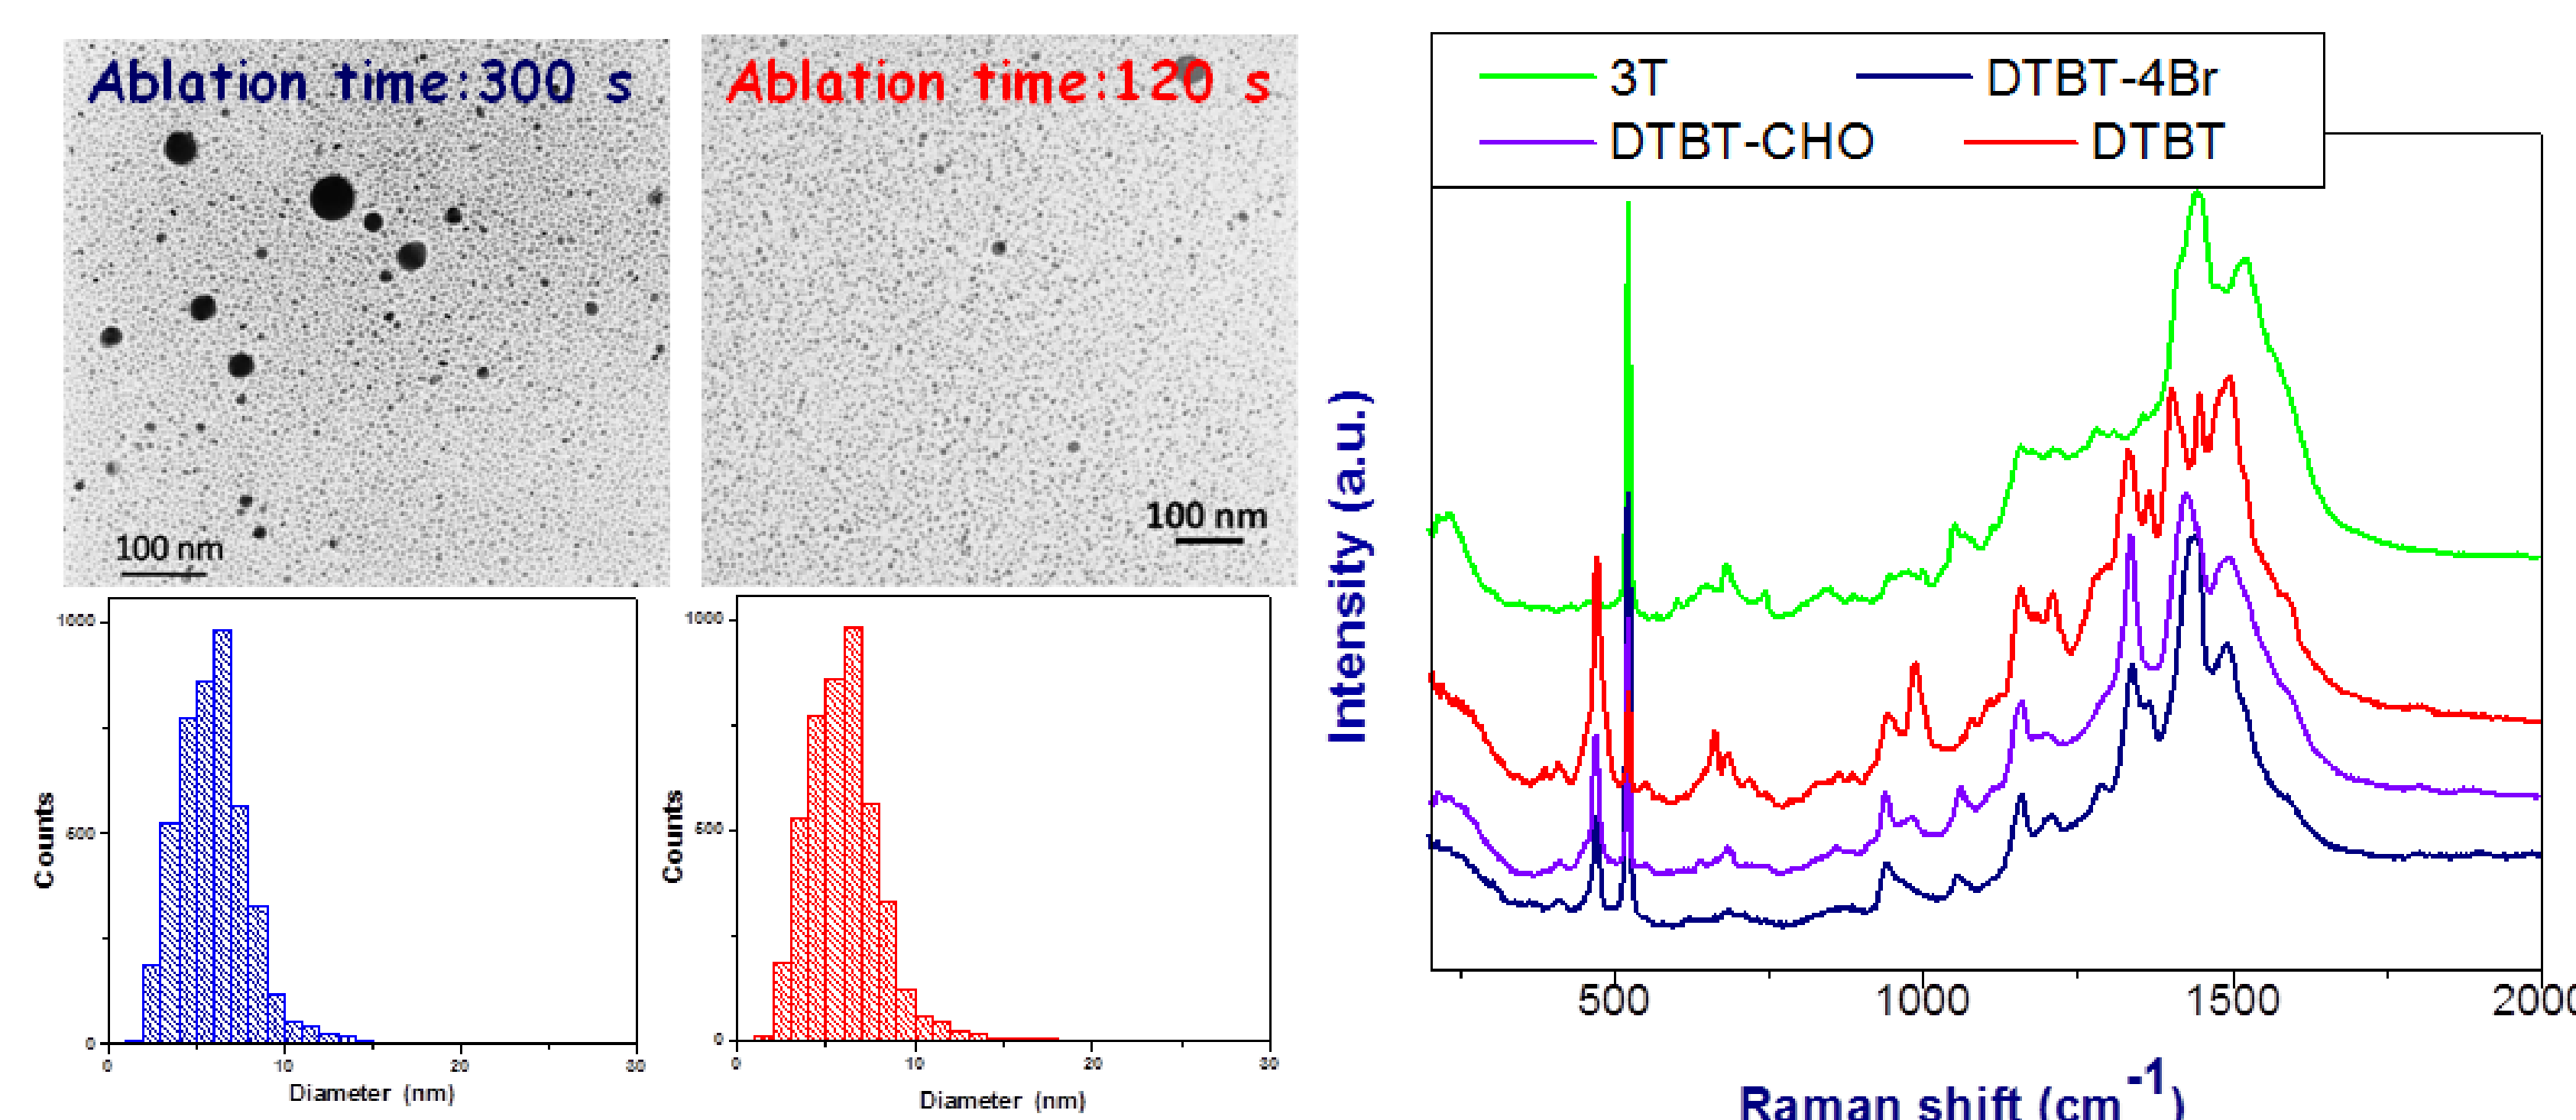 Ablation time:300 s
100 nm
Ablation time:120 s
100 nm
1000
500
0
0 10 20 30
Counts
Diameter (nm)
1000
500
0
0 10 20 30
Counts
Diameter (nm)
3T DTBT-4Br
DTBT-CHO DTBT
Intensity (a.u.)
500 1000 1500 2000
Raman shift (cm-1)